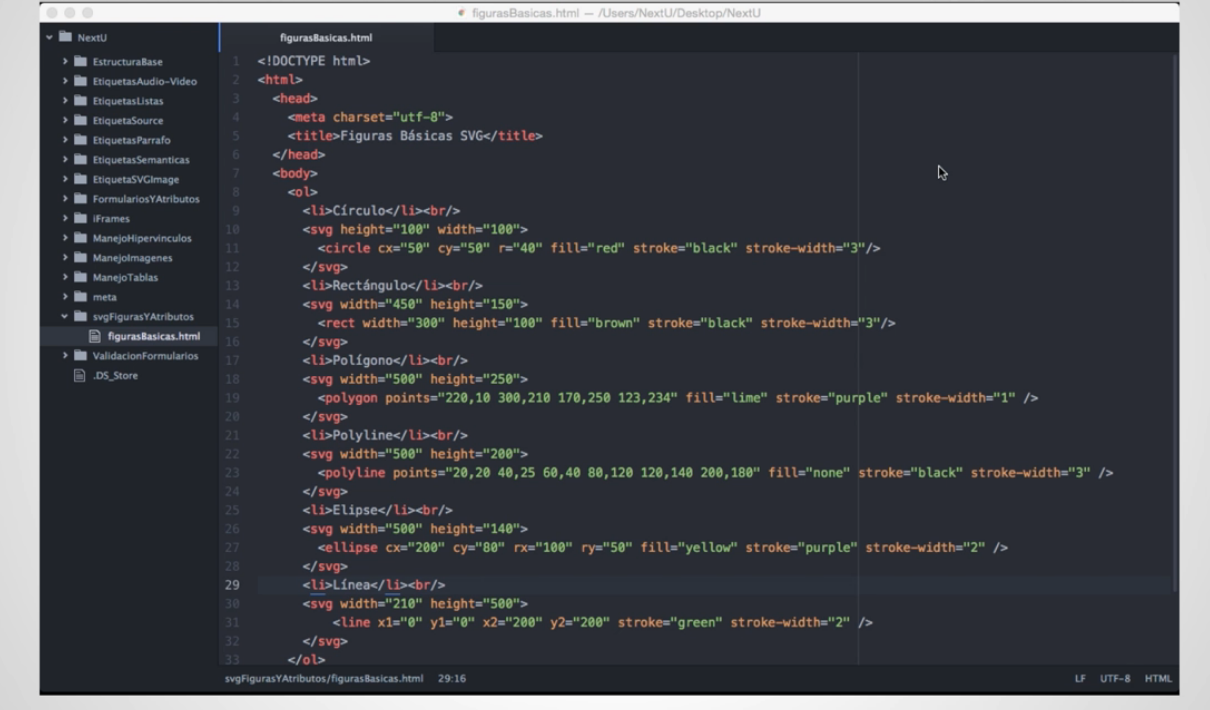 figurasBasicas.html — /Users/NextU/Desktop/NextU
NextU
EstructuraBase
EtiquetasAudio-Video
EtiquetasListas
EtiquetaSource
EtiquetasParrafo
EtiquetasSemanticas
EtiquetaSVGImage
FormulariosYAtributos
iFrames
ManejoHipervinculos
ManejoImagenes
ManejoTablas
meta
svgFigurasYAtributos
figurasBasicas.html
ValidacionFormularios
.DS_Store
figurasBasicas.html
1 <!DOCTYPE html>
2 <html>
3 <head>
4 <meta charset="utf-8">
5 <title>Figuras Básicas SVG</title>
6 </head>
7 <body>
8 <ol>
9 <li>Círculo</li><br/>
10 <svg height="100" width="100">
11 <circle cx="50" cy="50" r="40" fill="red" stroke="black" stroke-width="3"/>
12 </svg>
13 <li>Rectángulo</li><br/>
14 <svg width="450" height="150">
15 <rect width="300" height="100" fill="brown" stroke="black" stroke-width="3"/>
16 </svg>
17 <li>Polígono</li><br/>
18 <svg width="500" height="250">
19 <polygon points="220,10 300,210 170,250 123,234" fill="lime" stroke="purple" stroke-width="1" />
20 </svg>
21 <li>Polyline</li><br/>
22 <svg width="500" height="200">
23 <polyline points="20,20 40,25 60,40 80,120 120,140 200,180" fill="none" stroke="black" stroke-width="3" />
24 </svg>
25 <li>Elipse</li><br/>
26 <svg width="500" height="140">
27 <ellipse cx="200" cy="80" rx="100" ry="50" fill="yellow" stroke="purple" stroke-width="2" />
28 </svg>
29 <li>Línea</li><br/>
30 <svg width="210" height="500">
31 <line x1="0" y1="0" x2="200" y2="200" stroke="green" stroke-width="2" />
32 </svg>
33 </ol>
svgFigurasYAtributos/figurasBasicas.html 29:16 LF UTF-8 HTML